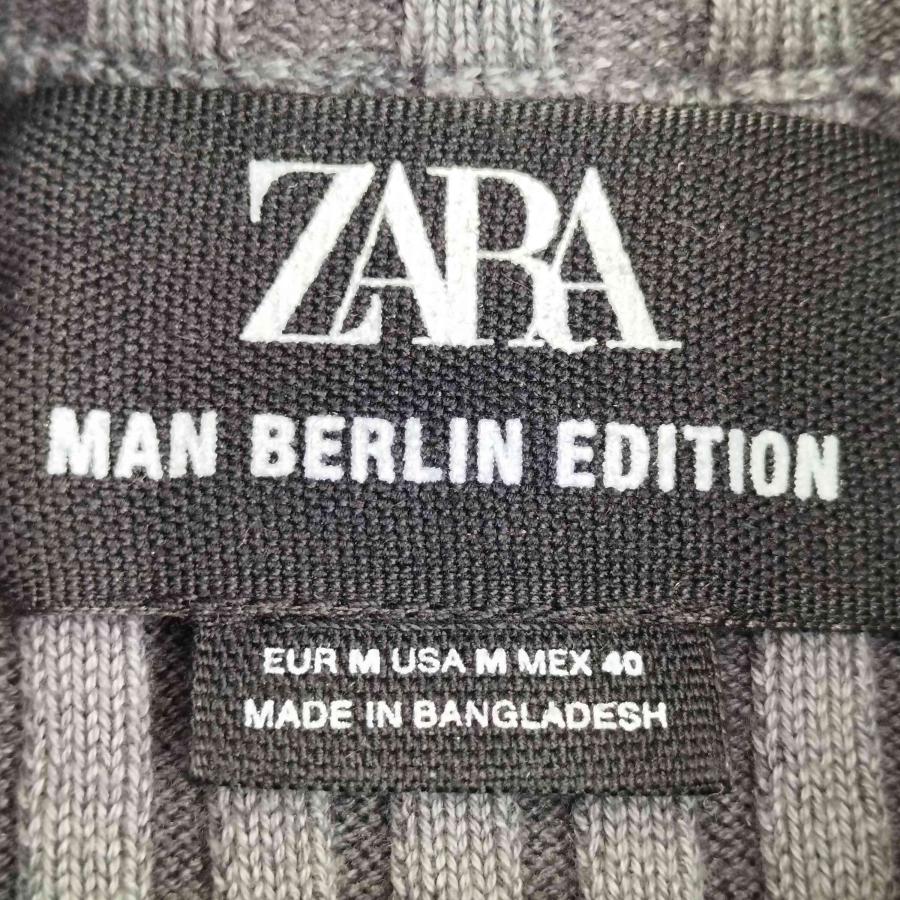 ZARA
MAN BERLIN EDITION
EUR M USA M MEX 40
MADE IN BANGLADESH